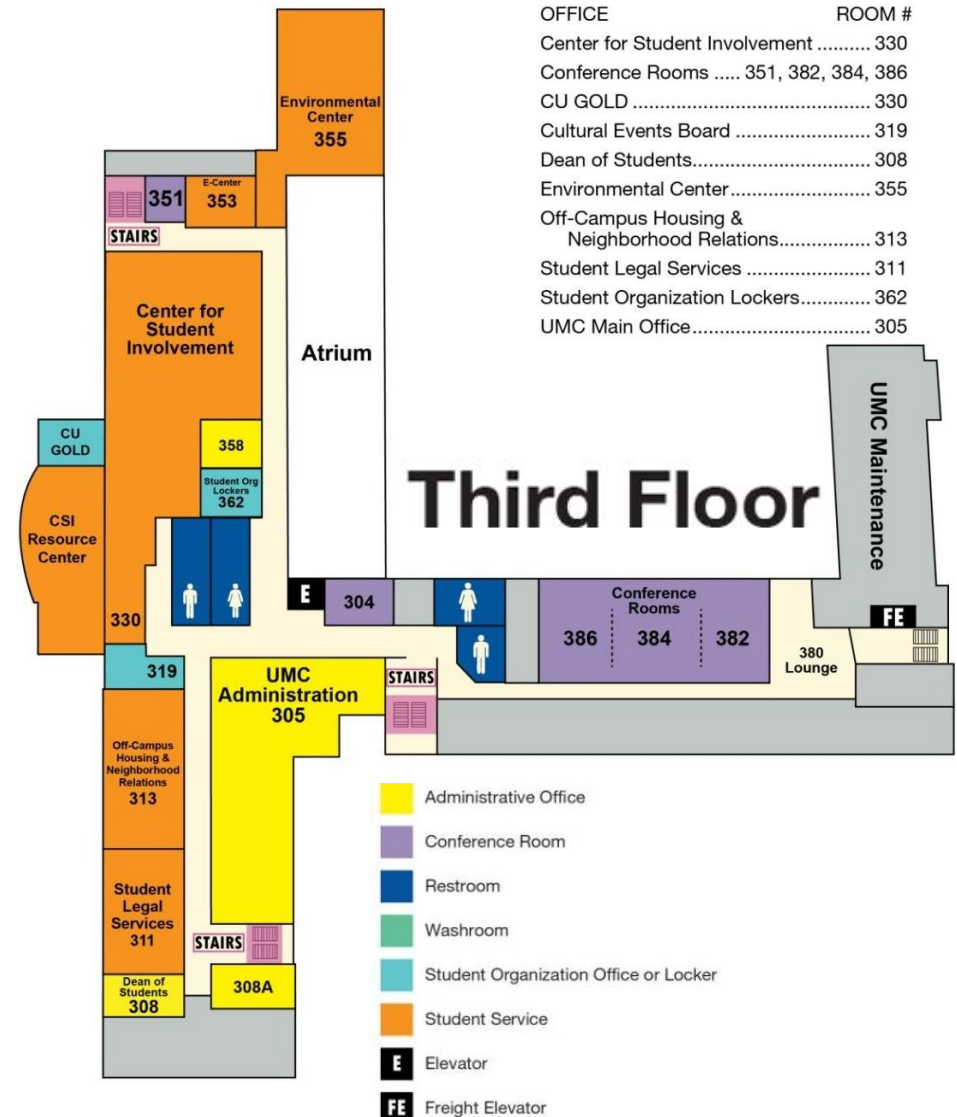 OFFICE ROOM #
Center for Student Involvement .......... 330
Conference Rooms ..... 351, 382, 384, 386
CU GOLD ......................................... 330
Cultural Events Board ....................... 319
Dean of Students............................... 308
Environmental Center........................ 355
Off-Campus Housing &
Neighborhood Relations................ 313
Student Legal Services ..................... 311
Student Organization Lockers............ 362
UMC Main Office............................... 305
Environmental
Center
355
351
E-Center
353
STAIRS
Center for
Student
Involvement
Atrium
CU
GOLD
358
Student Org
Lockers
362
CSI
Resource
Center
330
Third Floor
UMC Maintenance
E
304
Conference
Rooms
386
384
382
FE
380
Lounge
319
UMC
Administration
305
STAIRS
Off-Campus
Housing &
Neighborhood
Relations
313
Student
Legal
Services
311
STAIRS
Dean of
Students
308
308A
Administrative Office
Conference Room
Restroom
Washroom
Student Organization Office or Locker
Student Service
E Elevator
FE Freight Elevator